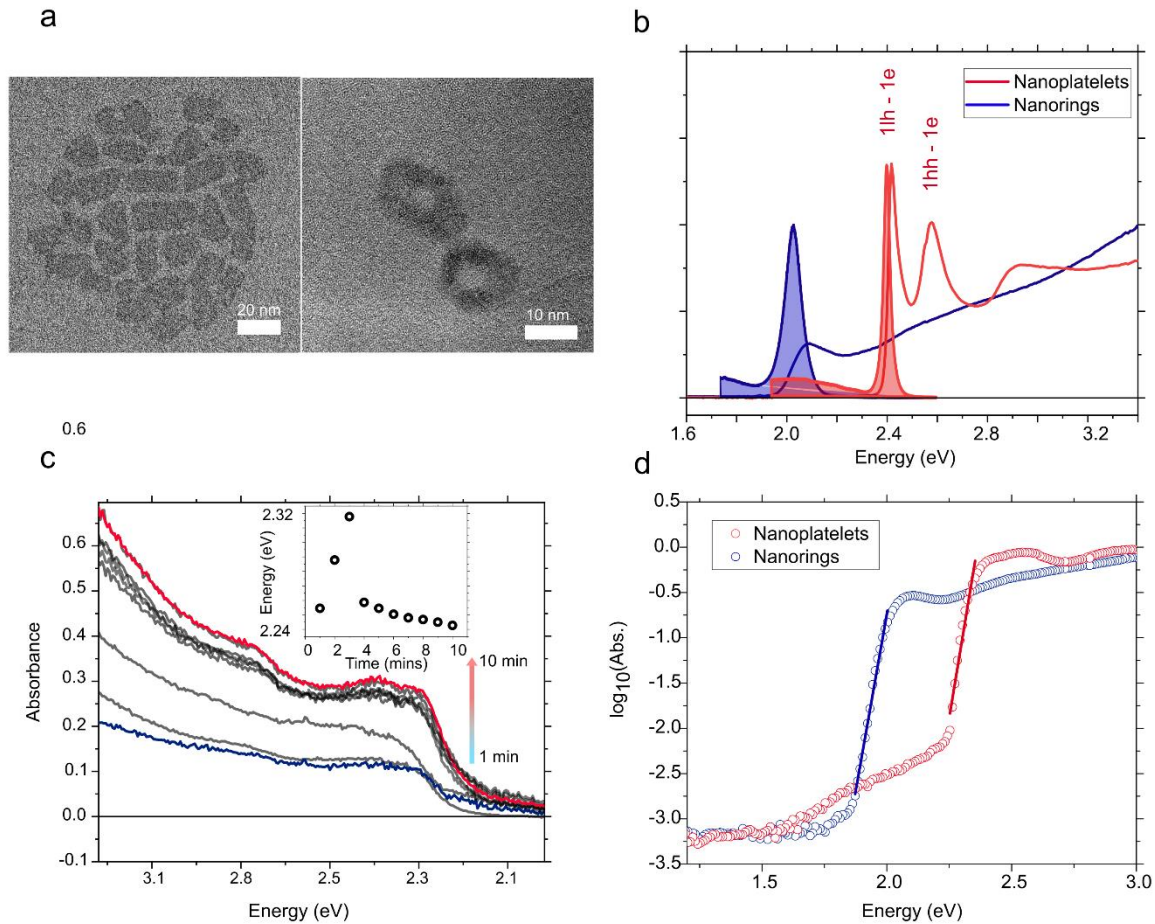 a
20 nm
10 nm
b
Nanoplatelets
Nanorings
1lh - 1e
1hh - 1e
1.6 2.0 2.4 2.8 3.2
Energy (eV)
0.6
c
Absorbance
0.6
0.5
0.4
0.3
0.2
0.1
0.0
-0.1
3.1 2.8 2.5 2.3 2.1
Energy (eV)
Energy (eV)
2.32
2.24
0 2 4 6 8 10
Time (mins)
10 min
1 min
d
Nanoplatelets
Nanorings
log10(Abs.)
0.5
0.0
-0.5
-1.0
-1.5
-2.0
-2.5
-3.0
-3.5
1.5 2.0 2.5 3.0
Energy (eV)